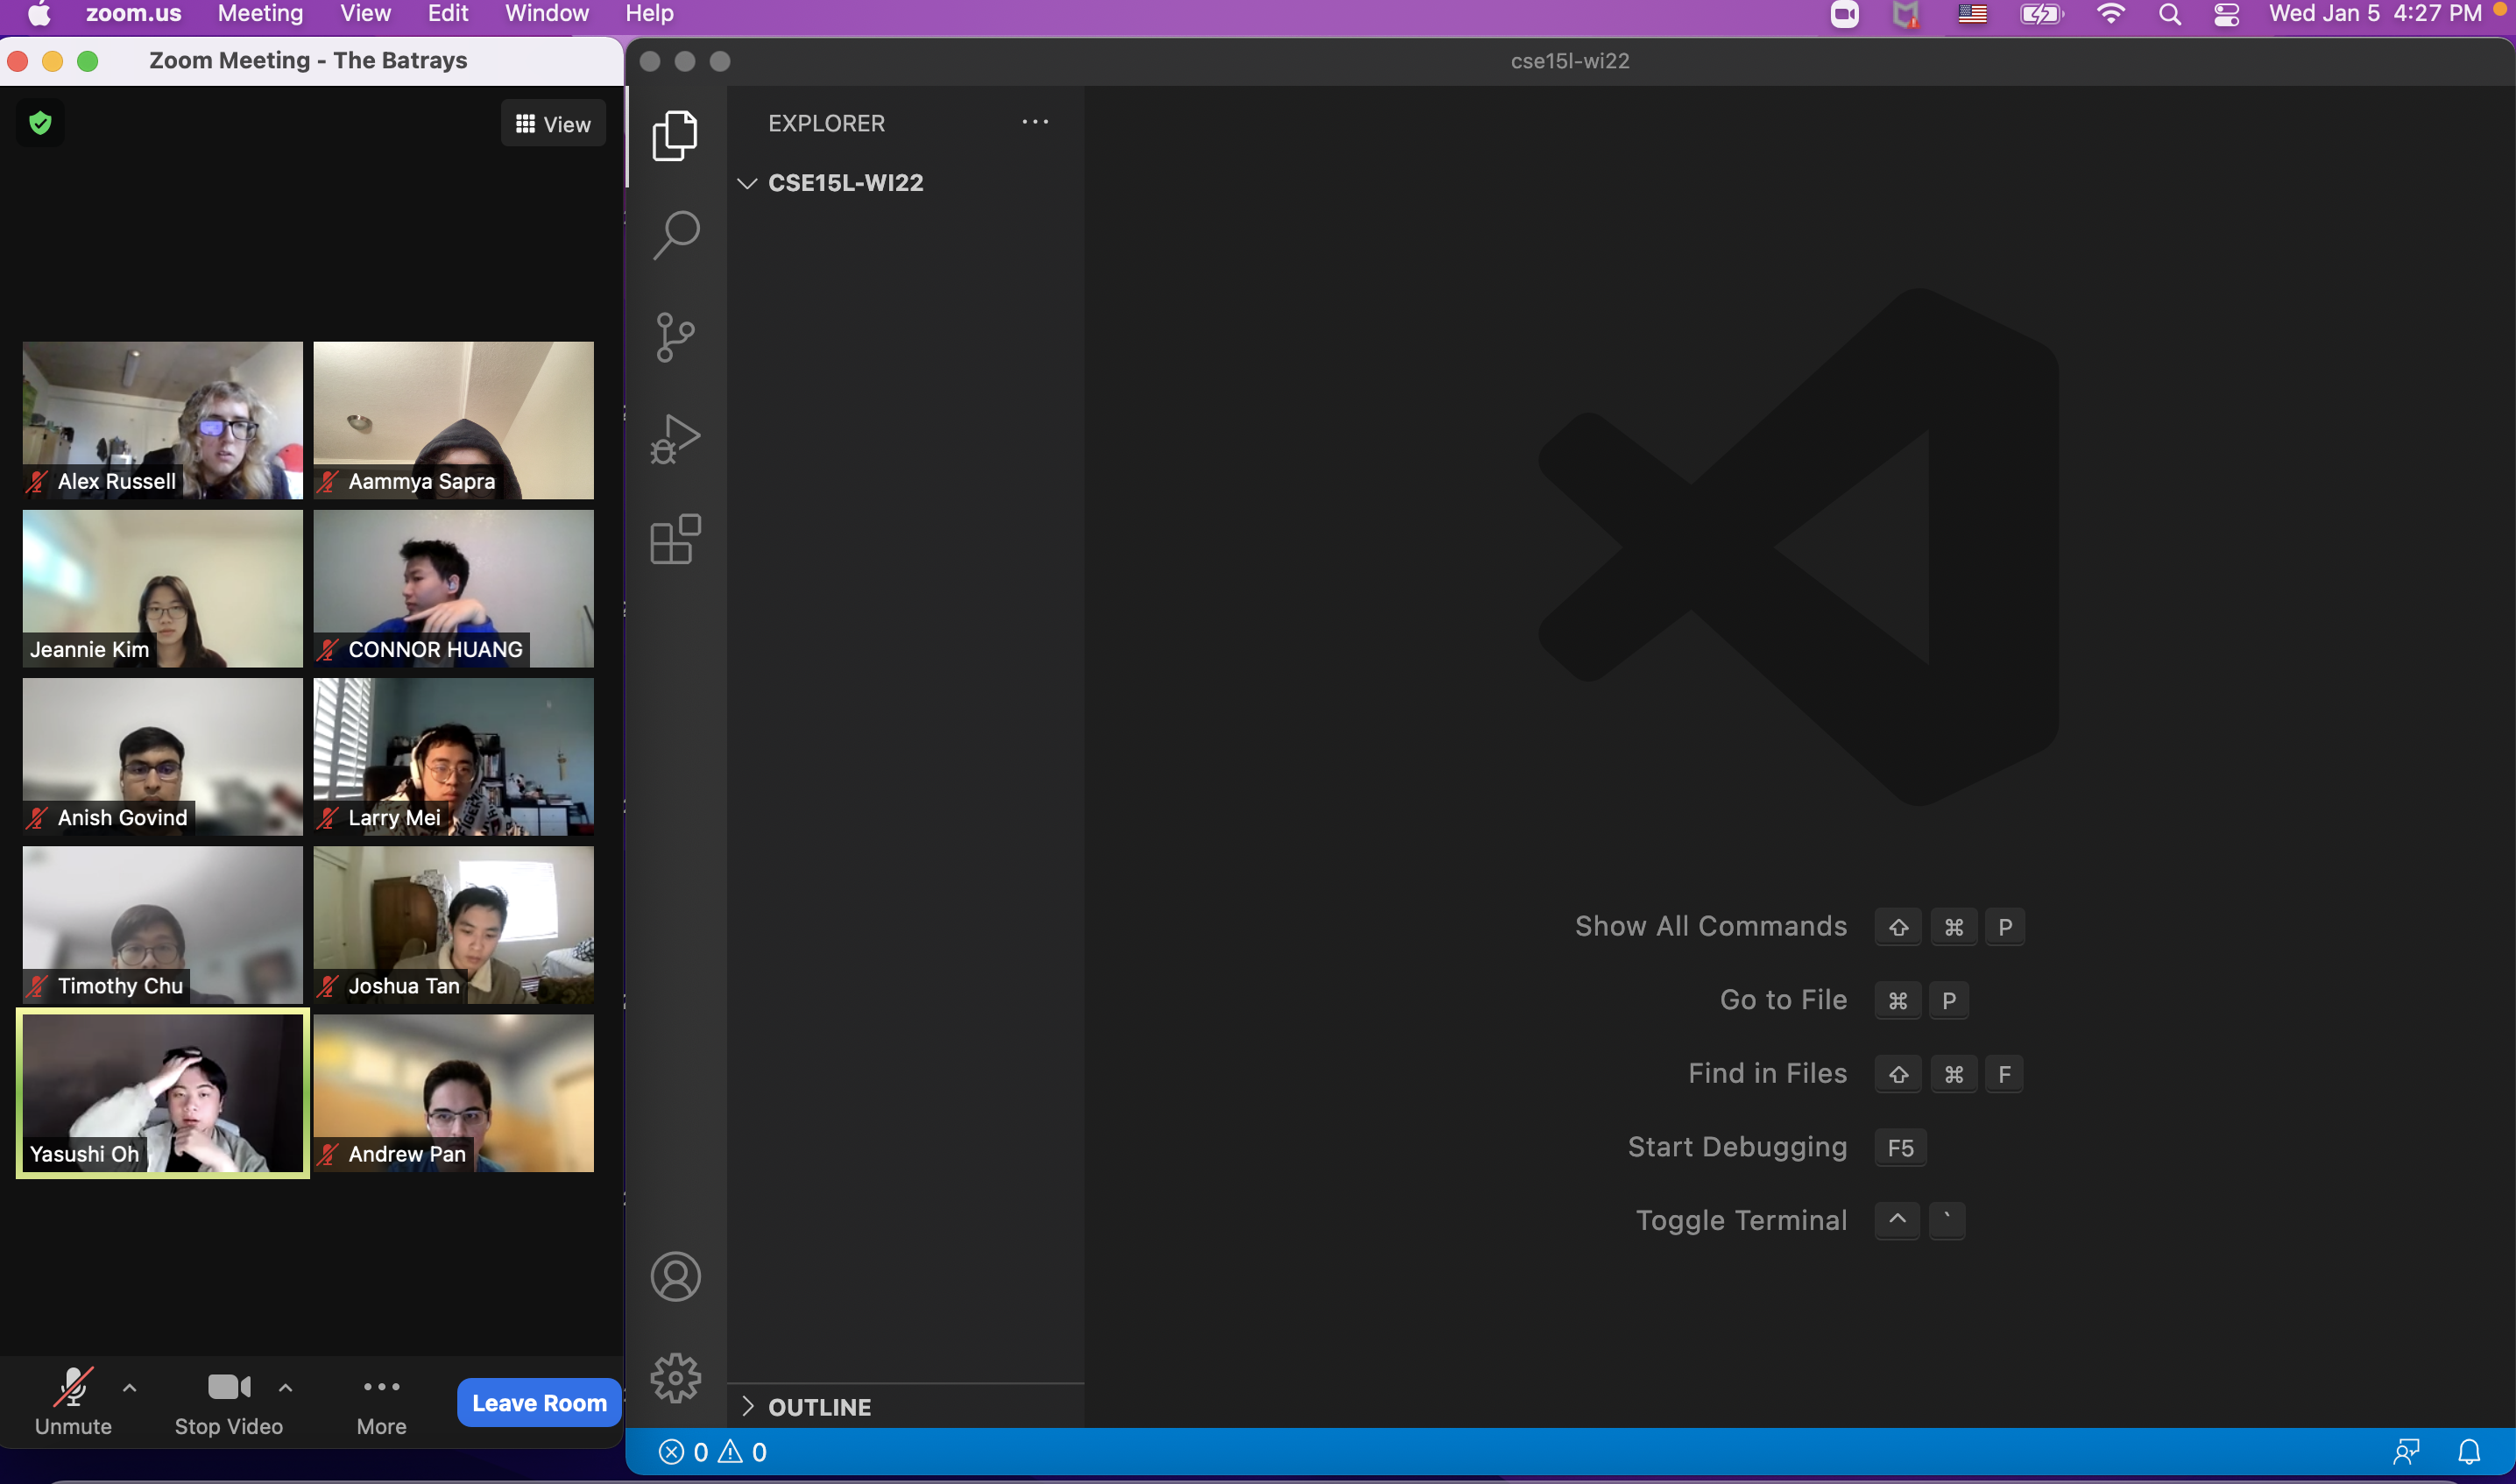 zoom.us Meeting View Edit Window Help Wed Jan 5 4:27 PM
Zoom Meeting - The Batrays
View
Alex Russell
Aammya Sapra
Jeannie Kim
CONNOR HUANG
Anish Govind
Larry Mei
Timothy Chu
Joshua Tan
Yasushi Oh
Andrew Pan
Unmute
Stop Video
More
Leave Room
cse15l-wi22
EXPLORER
CSE15L-WI22
Show All Commands ⇧ ⌘ P
Go to File ⌘ P
Find in Files ⇧ ⌘ F
Start Debugging F5
Toggle Terminal ^ `
OUTLINE
0 0